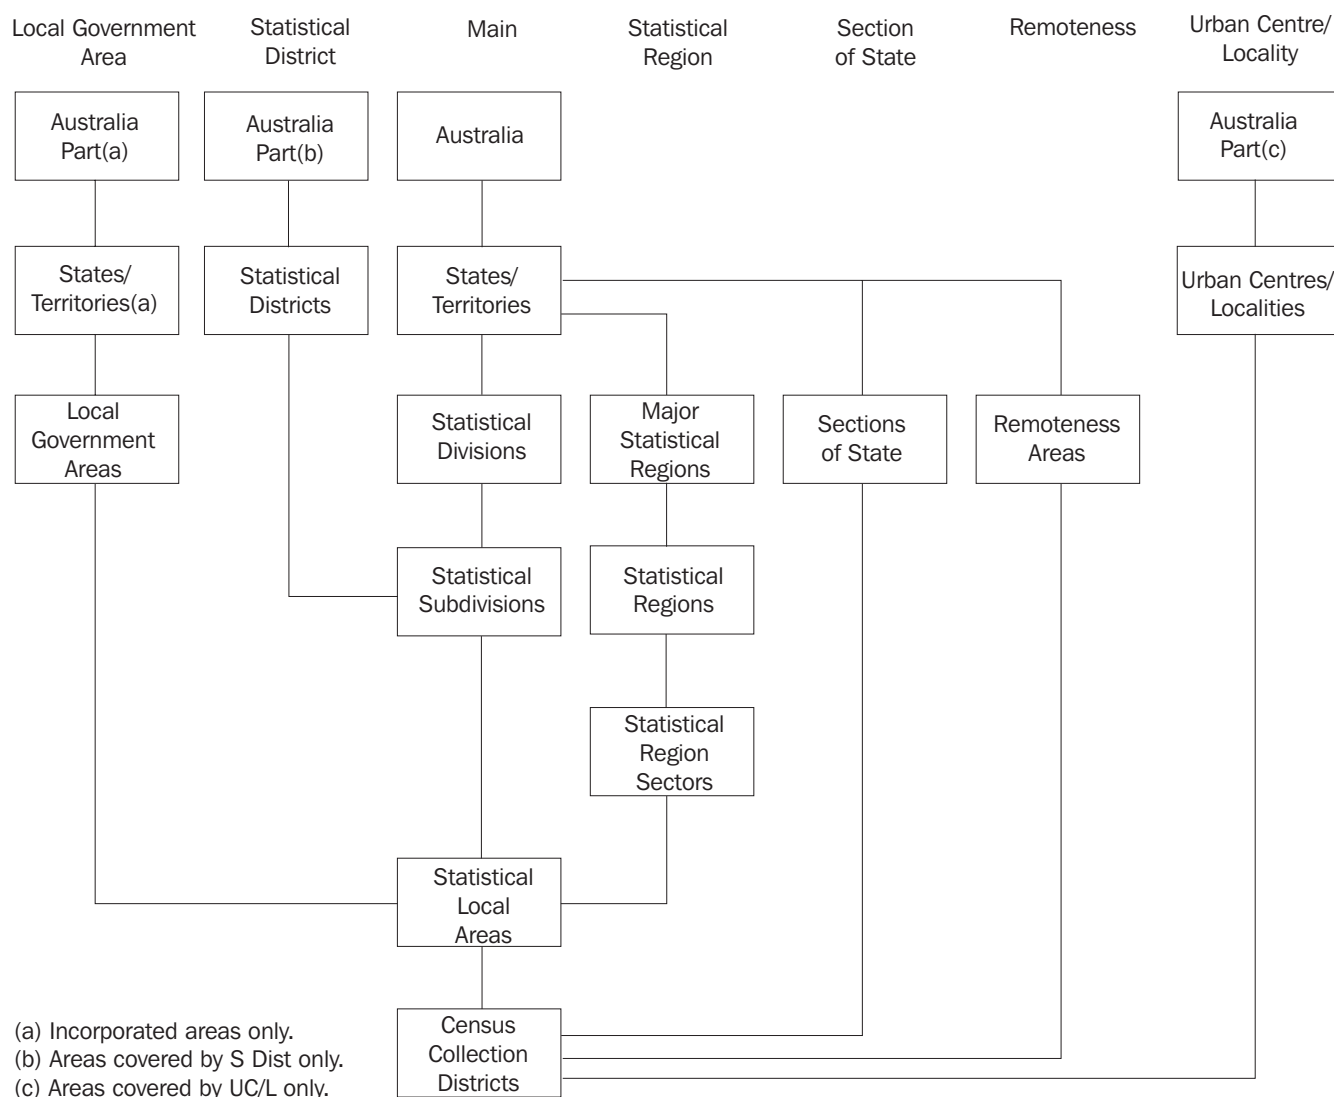 Local Government
Area
Statistical
District
Main
Statistical
Region
Section
of State
Remoteness
Urban Centre/
Locality
Australia
Part(a)
Australia
Part(b)
Australia
Australia
Part(c)
States/
Territories(a)
Statistical
Districts
States/
Territories
Urban Centres/
Localities
Local
Government
Areas
Statistical
Divisions
Major
Statistical
Regions
Sections
of State
Remoteness
Areas
Statistical
Subdivisions
Statistical
Regions
Statistical
Region
Sectors
Statistical
Local
Areas
Census
Collection
Districts
(a) Incorporated areas only.
(b) Areas covered by S Dist only.
(c) Areas covered by UC/L only.